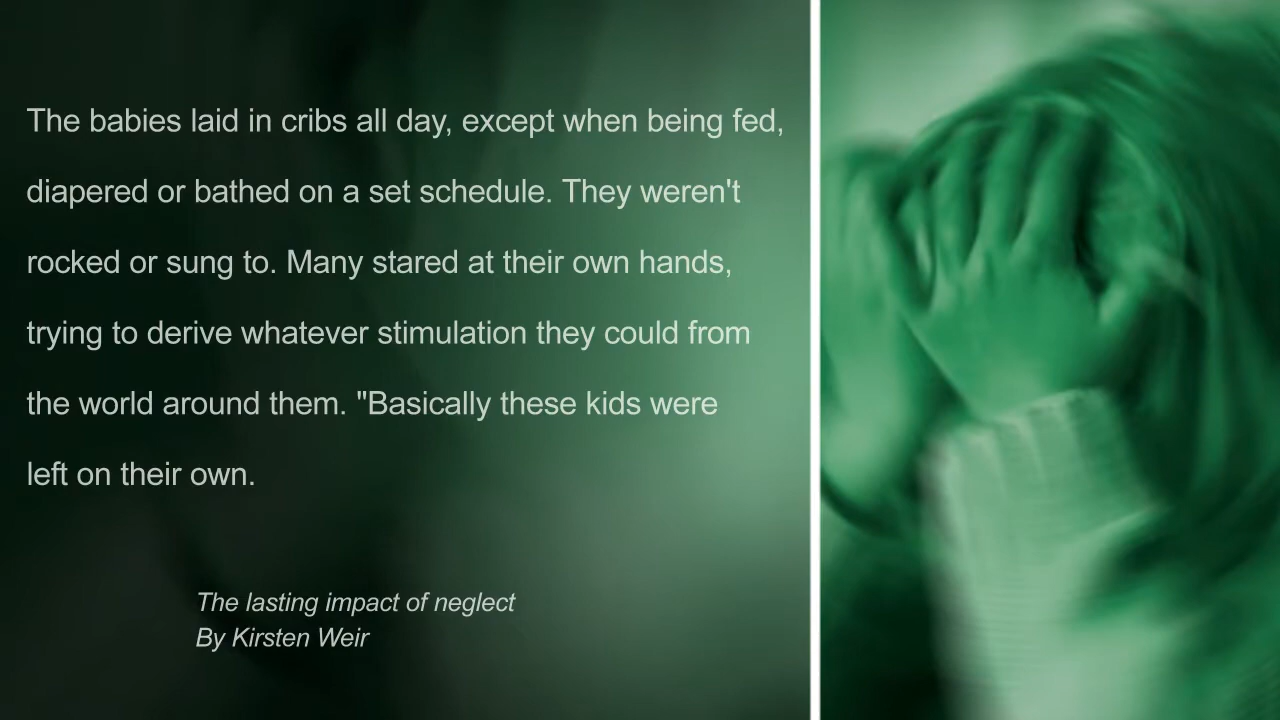 The babies laid in cribs all day, except when being fed,
diapered or bathed on a set schedule. They weren't
rocked or sung to. Many stared at their own hands,
trying to derive whatever stimulation they could from
the world around them. "Basically these kids were
left on their own.
The lasting impact of neglect
By Kirsten Weir